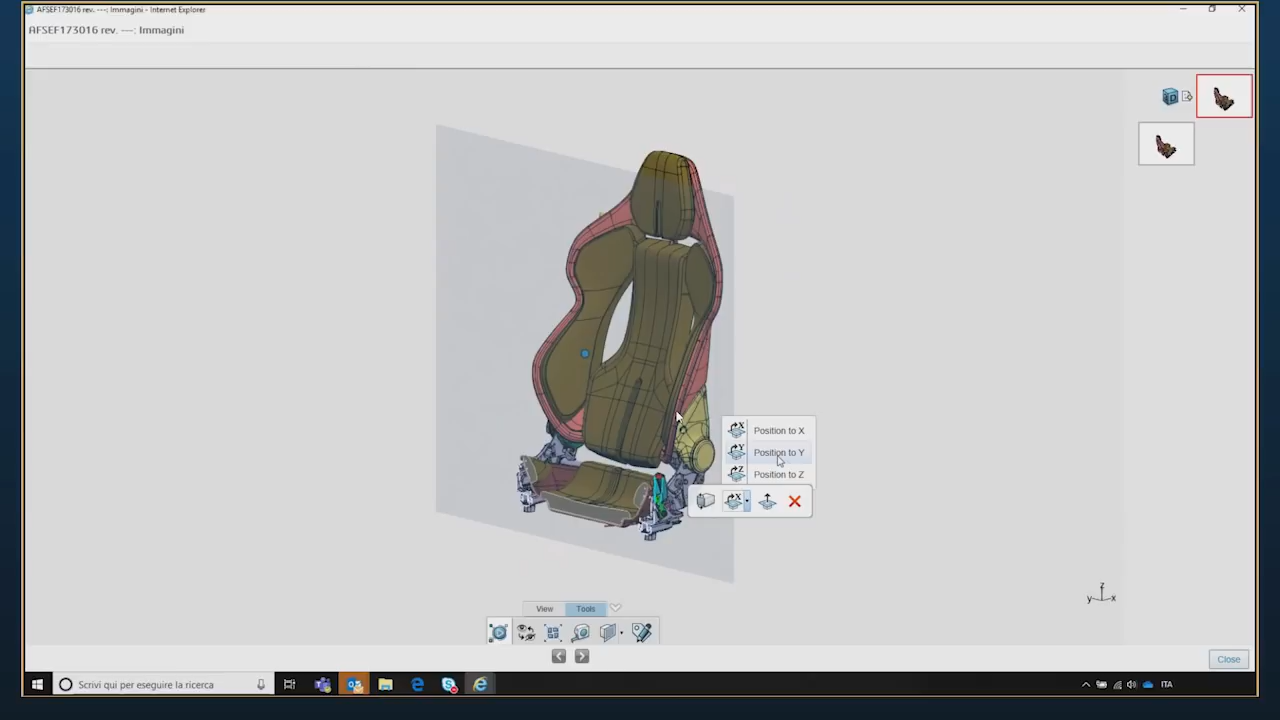 AFSEF173016 rev. ---: Immagini - Internet Explorer
AFSEF173016 rev. ---: Immagini
Position to X
Position to Y
Position to Z
z
y x
View Tools
Close
Scrivi qui per eseguire la ricerca
ITA